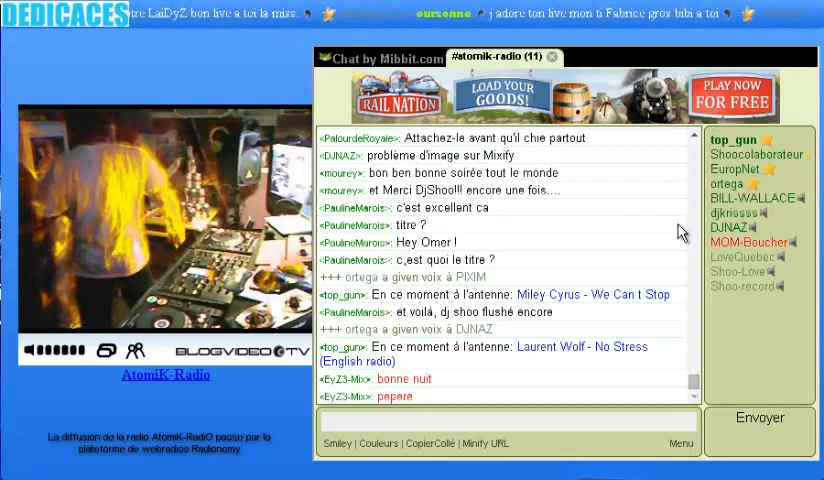 DEDICACES
tre LaiDyZ bon live a toi la miss.
oursonne
j adore ton live mon ti Fabrice gros bibi a toi
Chat by Mibbit.com
#atomik-radio (11)
RAIL NATION
LOAD YOUR GOODS!
PLAY NOW FOR FREE
<PalourdeRoyale>: Attachez-le avant qu'il chie partout
<DJNAZ>: problème d'image sur Mixify
<mourey>: bon ben bonne soirée tout le monde
<mourey>: et Merci DjShoo!!! encore une fois....
<PaulineMarois>: c'est excellent ca
<PaulineMarois>: titre ?
<PaulineMarois>: Hey Omer !
<PaulineMarois>: c,est quoi le titre ?
+++ ortega a given voix à PIXIM
<top_gun>: En ce moment à l'antenne: Miley Cyrus - We Can t Stop
<PaulineMarois>: et voilà, dj shoo flushé encore
+++ ortega a given voix à DJNAZ
<top_gun>: En ce moment à l'antenne: Laurent Wolf - No Stress
(English radio)
<EyZ3-Mix>: bonne nuit
<EyZ3-Mix>: pepere
top_gun
Shoocolaborateur
EuropNet
ortega
BILL-WALLACE
djkrissss
DJNAZ
MOM-Boucher
LoveQuebec
Shoo-Love
Shoo-record
Envoyer
Smiley | Couleurs | CopierCollé | Minify URL
Menu
BLOGVIDEO TV
AtomiK-Radio
La diffusion de la radio AtomiK-RadiO passe par la
plateforme de webradios Radionomy